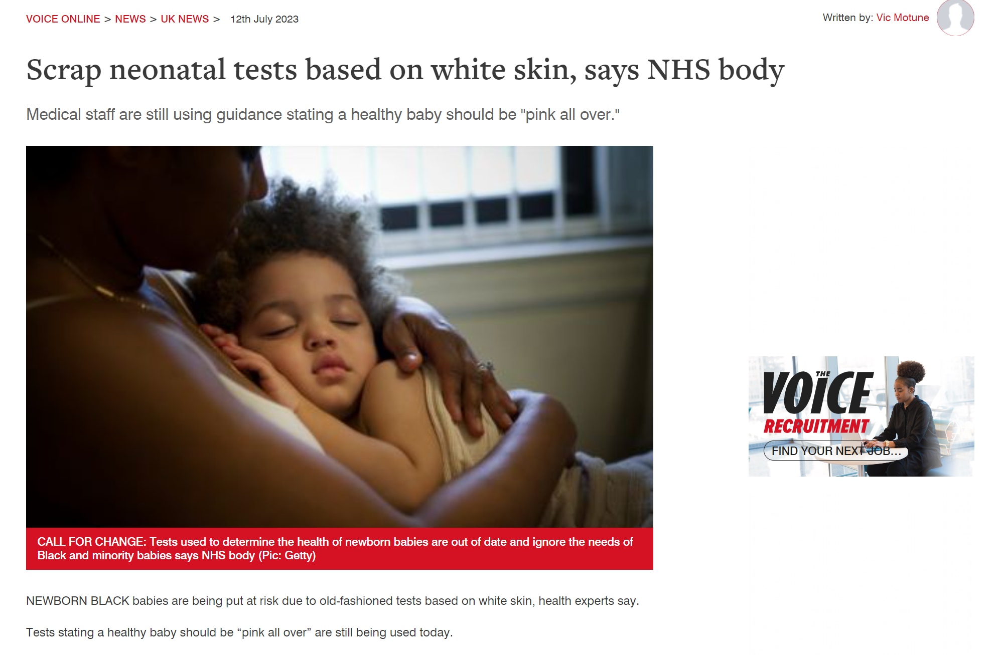 VOICE ONLINE > NEWS > UK NEWS > 12th July 2023
Written by: Vic Motune
Scrap neonatal tests based on white skin, says NHS body
Medical staff are still using guidance stating a healthy baby should be "pink all over."
THE
VOICE
RECRUITMENT
FIND YOUR NEXT JOB...
CALL FOR CHANGE: Tests used to determine the health of newborn babies are out of date and ignore the needs of
Black and minority babies says NHS body (Pic: Getty)
NEWBORN BLACK babies are being put at risk due to old-fashioned tests based on white skin, health experts say.
Tests stating a healthy baby should be “pink all over” are still being used today.